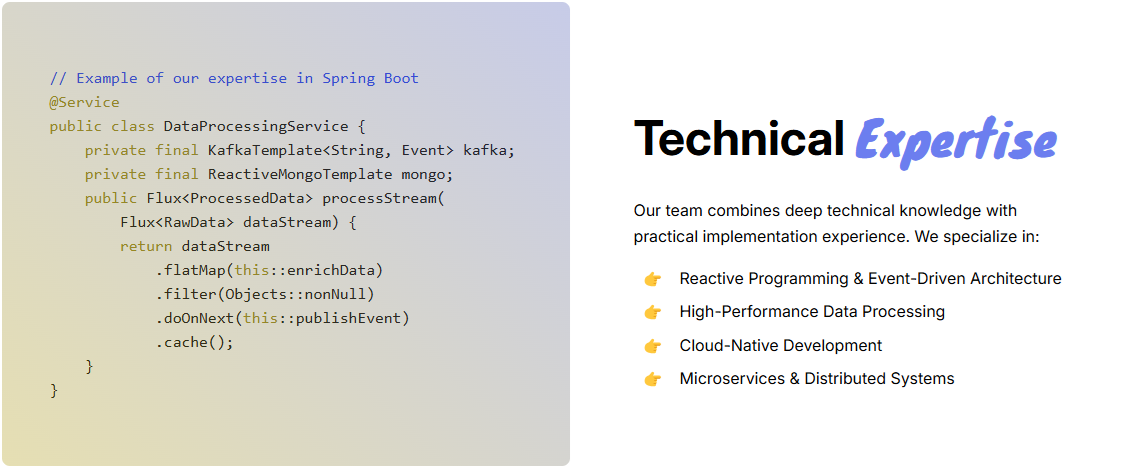 // Example of our expertise in Spring Boot
@Service
public class DataProcessingService {
    private final KafkaTemplate<String, Event> kafka;
    private final ReactiveMongoTemplate mongo;
    public Flux<ProcessedData> processStream(
        Flux<RawData> dataStream) {
        return dataStream
            .flatMap(this::enrichData)
            .filter(Objects::nonNull)
            .doOnNext(this::publishEvent)
            .cache();
    }
}
Technical Expertise
Our team combines deep technical knowledge with
practical implementation experience. We specialize in:
👉 Reactive Programming & Event-Driven Architecture
👉 High-Performance Data Processing
👉 Cloud-Native Development
👉 Microservices & Distributed Systems